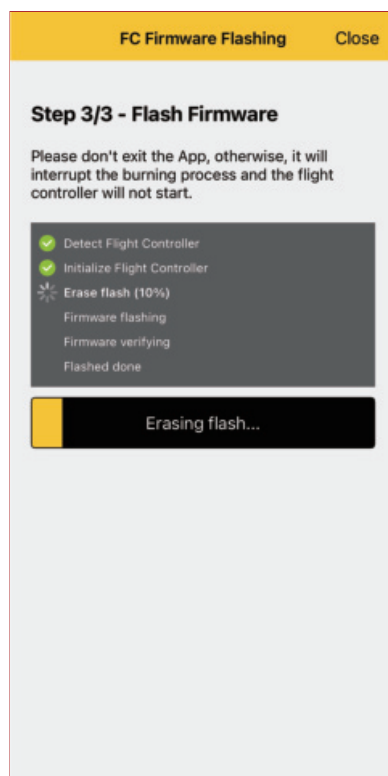 FC Firmware Flashing Close
Step 3/3 - Flash Firmware
Please don't exit the App, otherwise, it will
interrupt the burning process and the flight
controller will not start.
Detect Flight Controller
Initialize Flight Controller
Erase flash (10%)
Firmware flashing
Firmware verifying
Flashed done
Erasing flash...